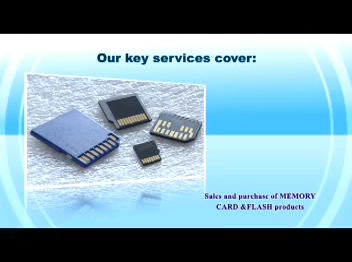 Our key services cover:
Sales and purchase of MEMORY
CARD &FLASH products